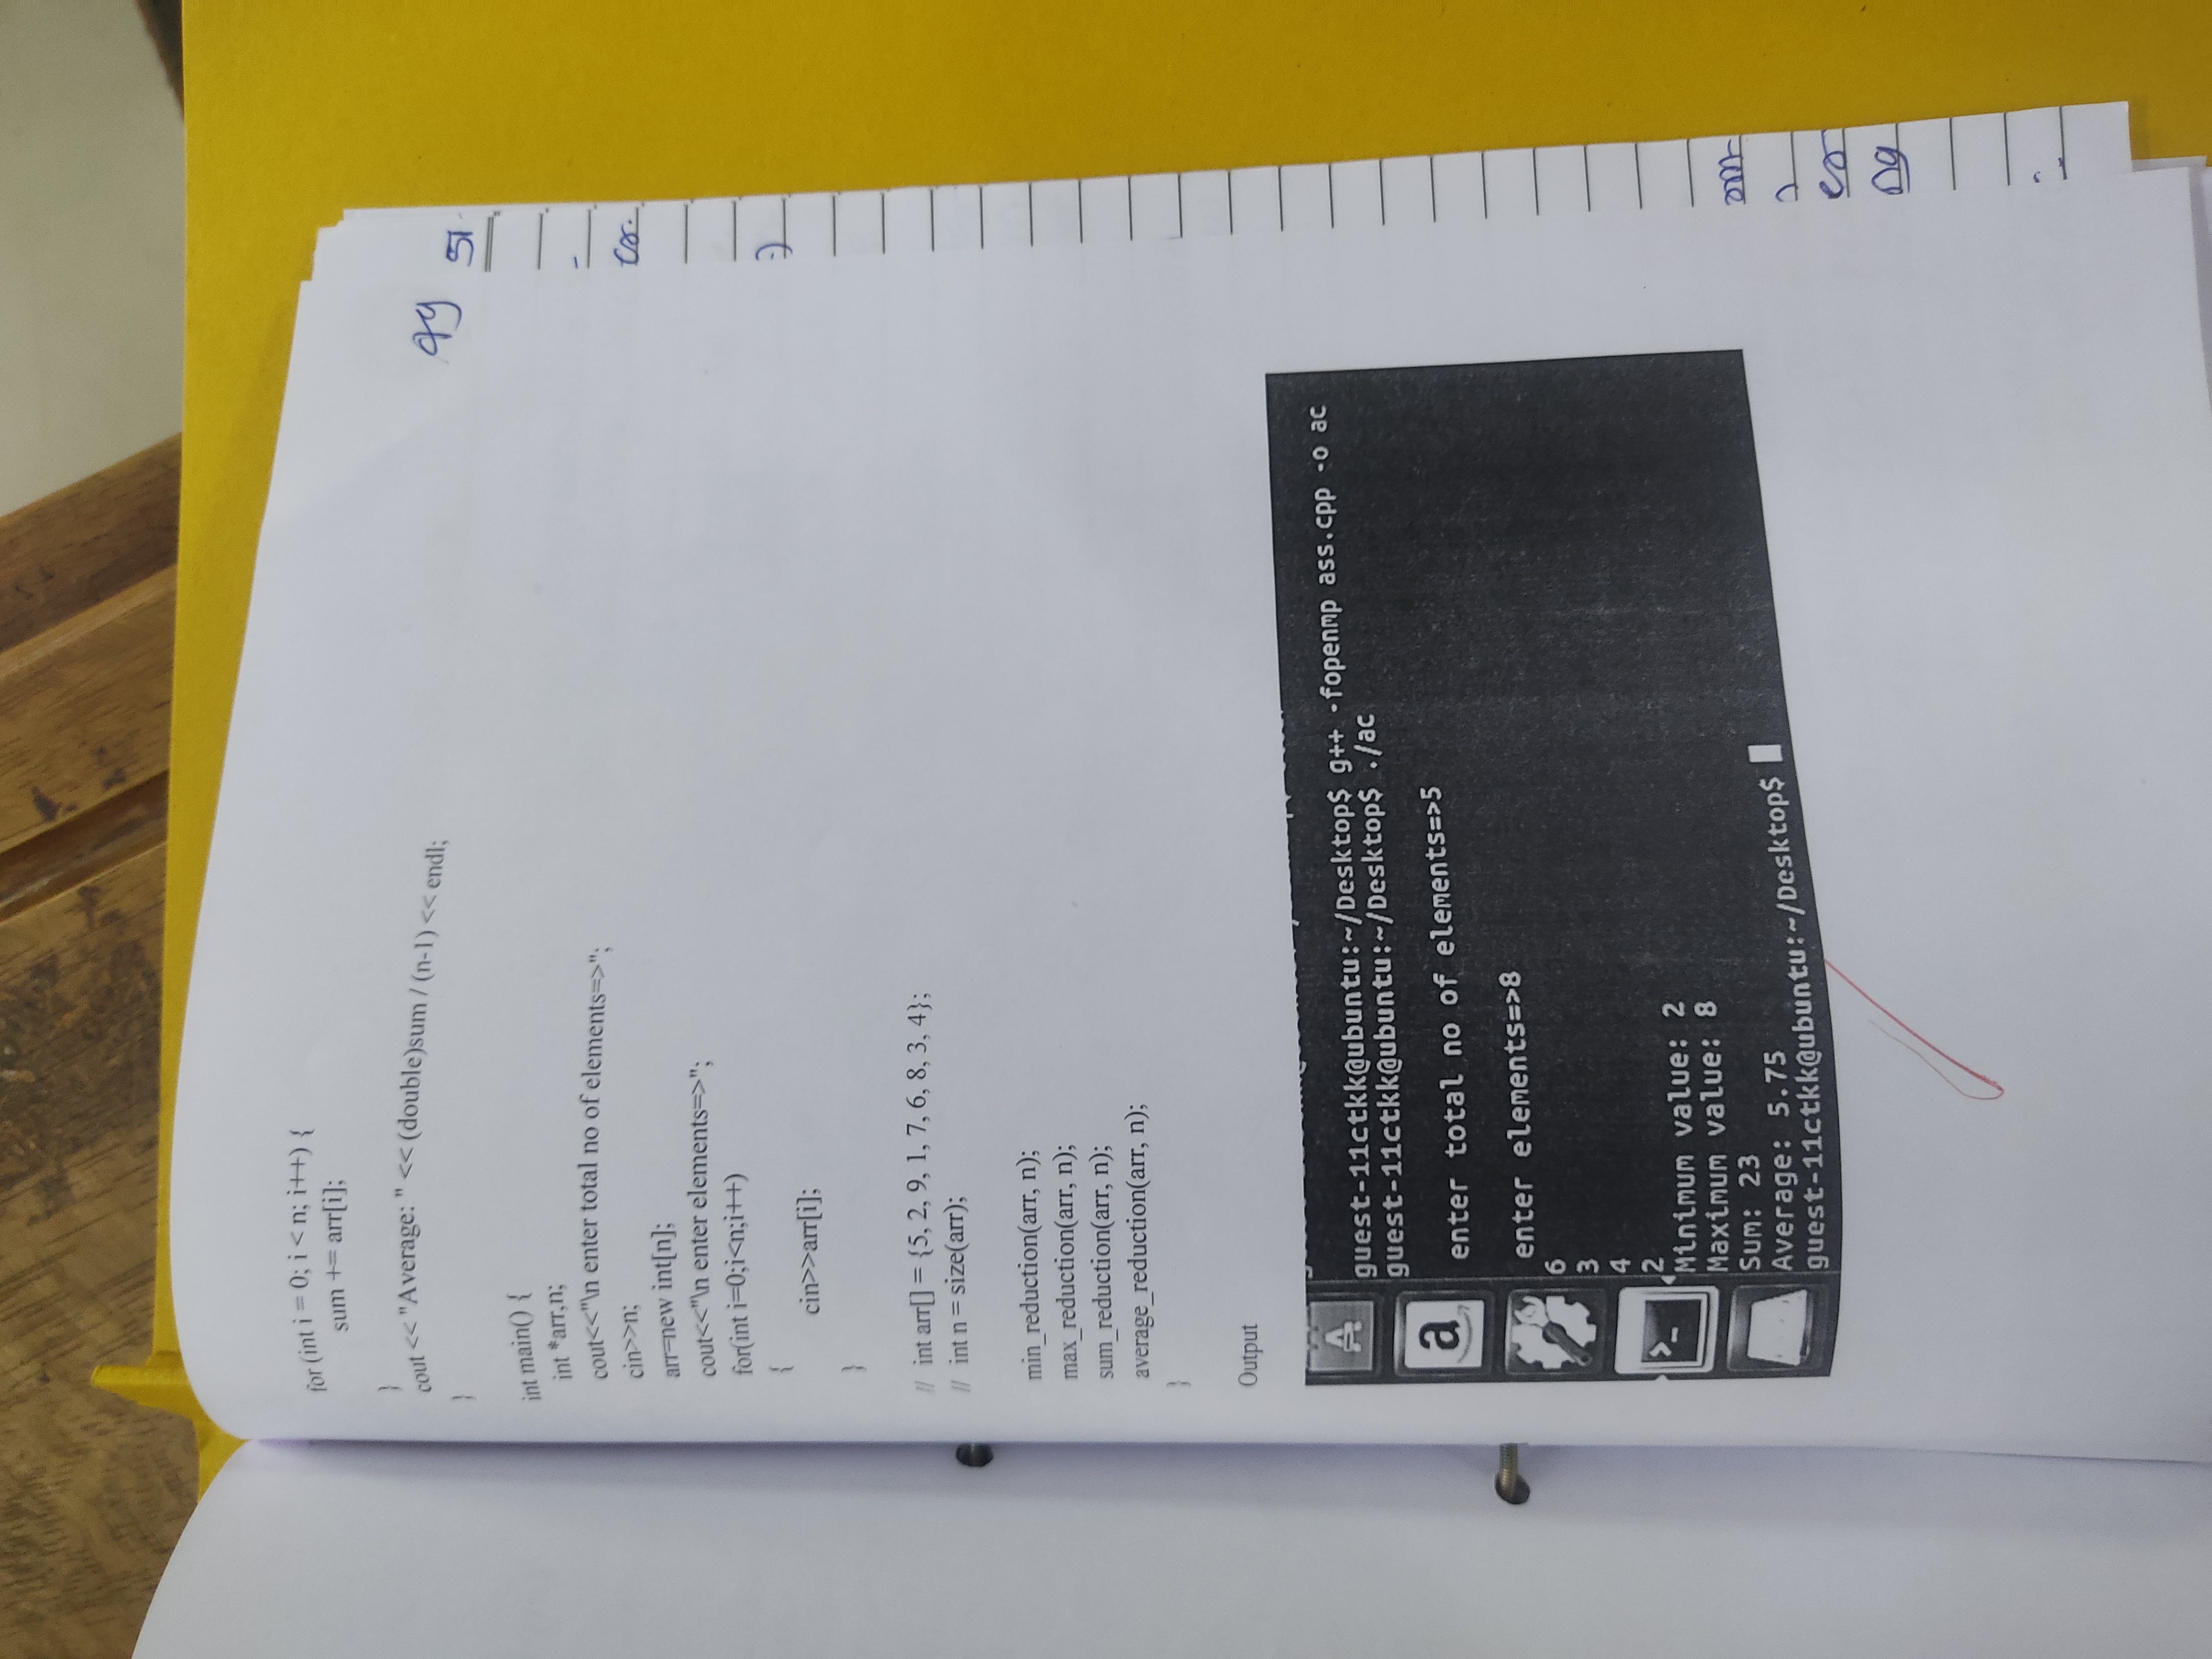 for (int i = 0; i < n; i++) {
sum += arr[i];
}
cout << "Average: " << (double)sum / (n-1) << endl;
}
int main() {
int *arr,n;
cout<<"\n enter total no of elements=>";
cin>>n;
arr=new int[n];
cout<<"\n enter elements=>";
for(int i=0;i<n;i++)
{
cin>>arr[i];
}
// int arr[] = {5, 2, 9, 1, 7, 6, 8, 3, 4};
// int n = size(arr);
min_reduction(arr, n);
max_reduction(arr, n);
sum_reduction(arr, n);
average_reduction(arr, n);
}
Output
guest-11ctkk@ubuntu:~/Desktop$ g++ -fopenmp ass.cpp -o ac
guest-11ctkk@ubuntu:~/Desktop$ ./ac
enter total no of elements=>5
enter elements=>8
6
3
4
2
Minimum value: 2
Maximum value: 8
Sum: 23
Average: 5.75
guest-11ctkk@ubuntu:~/Desktop$